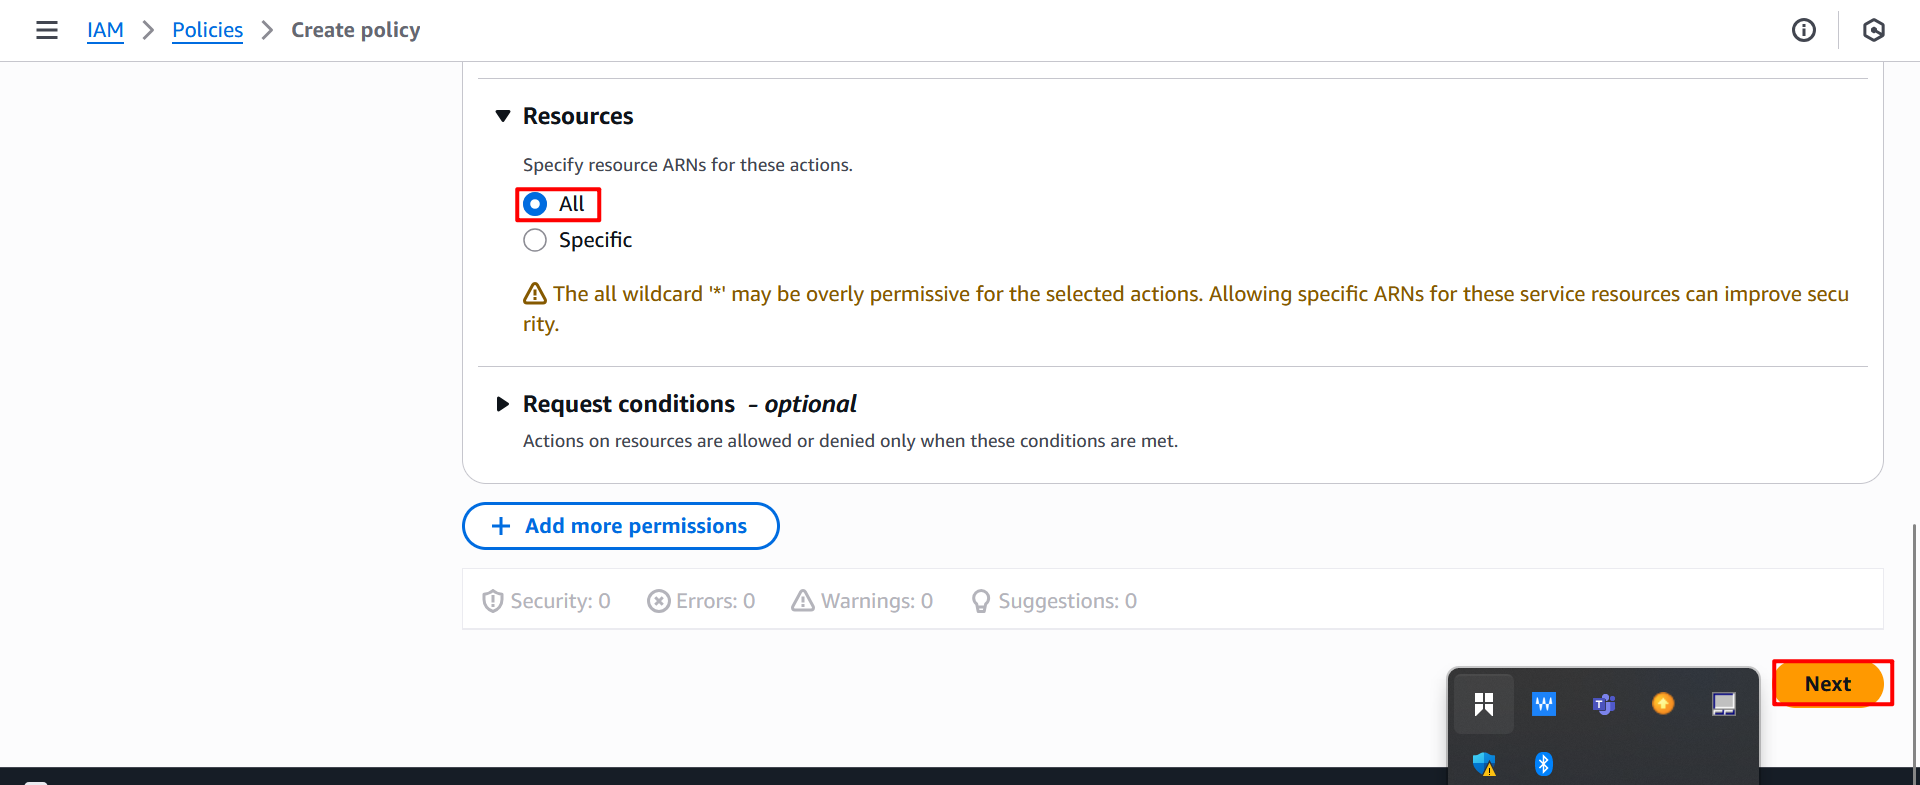 IAM > Policies > Create policy
Resources
Specify resource ARNs for these actions.
All
Specific
The all wildcard '*' may be overly permissive for the selected actions. Allowing specific ARNs for these service resources can improve secu
rity.
Request conditions - optional
Actions on resources are allowed or denied only when these conditions are met.
+ Add more permissions
Security: 0 Errors: 0 Warnings: 0 Suggestions: 0
Next